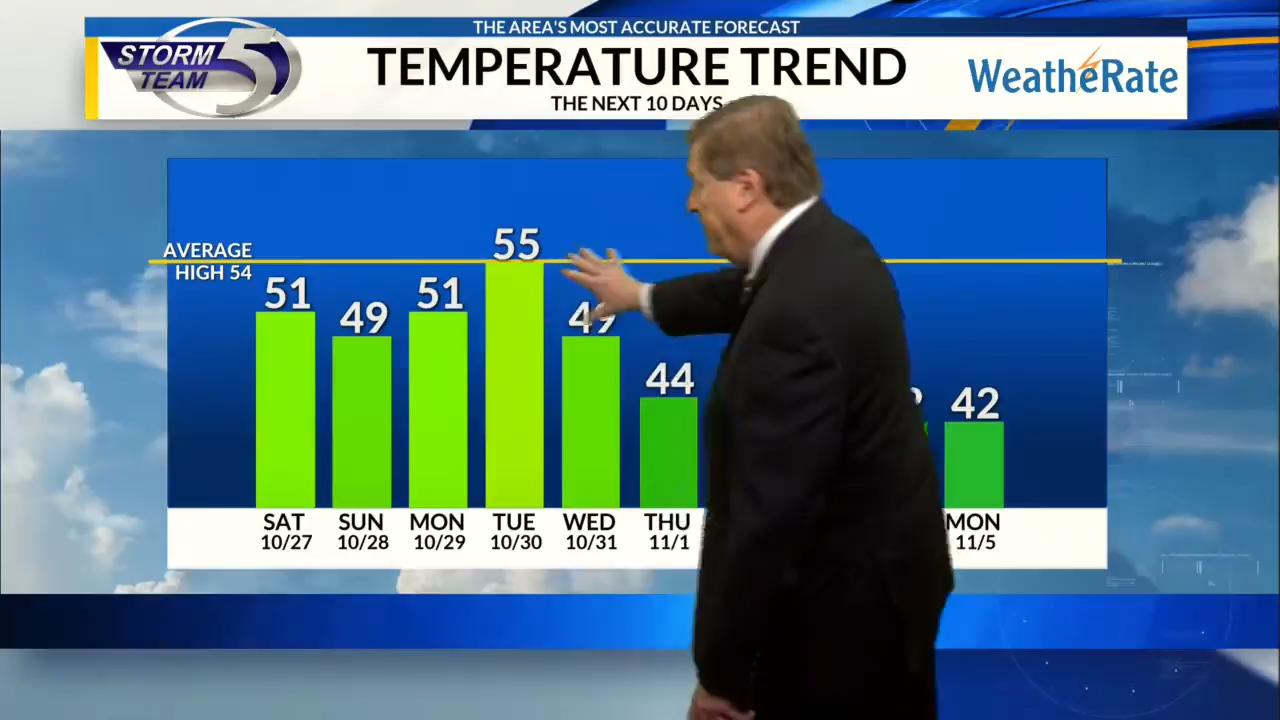 THE AREA'S MOST ACCURATE FORECAST
STORM TEAM 5
TEMPERATURE TREND
THE NEXT 10 DAYS
WeatheRate
AVERAGE
HIGH 54
51 49 51 55 49 44 42
SAT SUN MON TUE WED THU MON
10/27 10/28 10/29 10/30 10/31 11/1 11/5